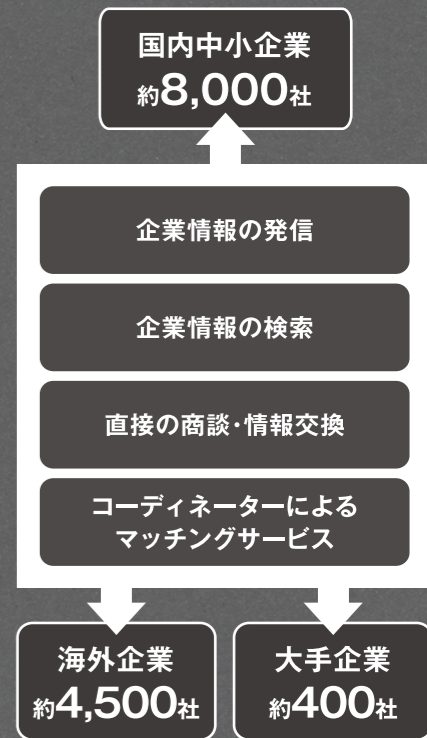 国内中小企業
約8,000社
企業情報の発信
企業情報の検索
直接の商談・情報交換
コーディネーターによる
マッチングサービス
海外企業
約4,500社
大手企業
約400社